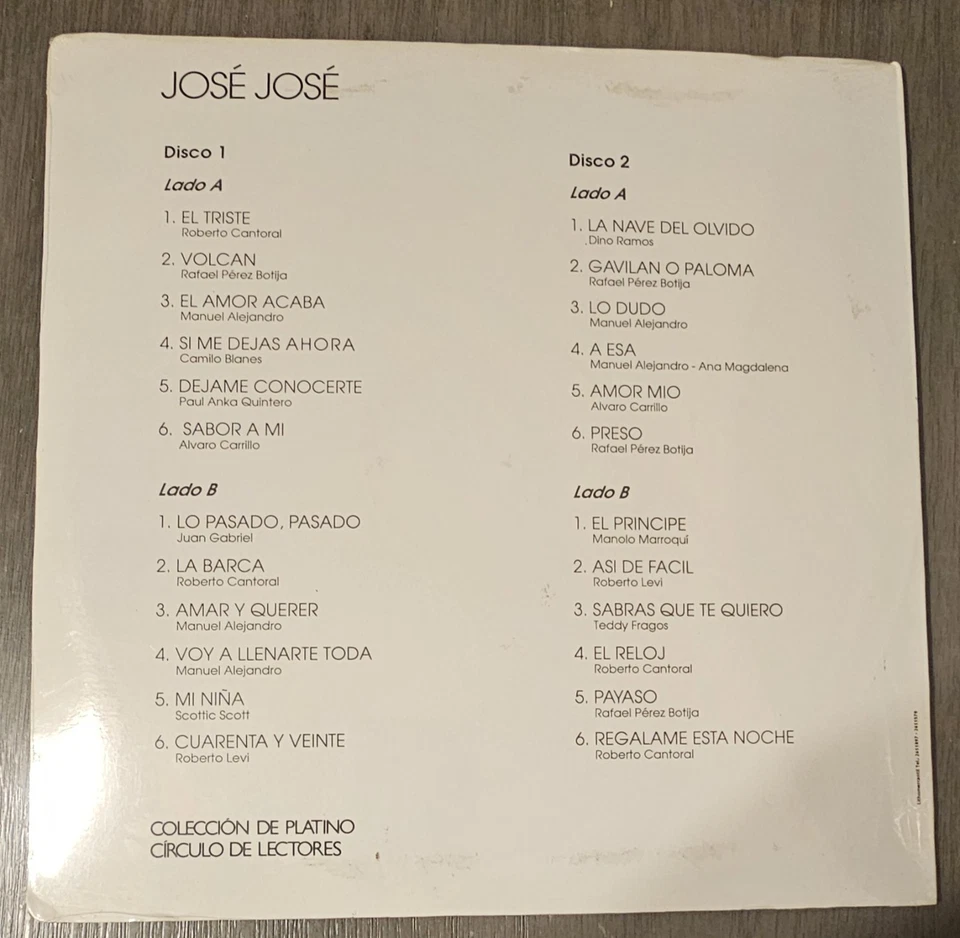 JOSÉ JOSÉ
Disco 1
Lado A
1. EL TRISTE
Roberto Cantoral
2. VOLCAN
Rafael Pérez Botija
3. EL AMOR ACABA
Manuel Alejandro
4. SI ME DEJAS AHORA
Camilo Blanes
5. DEJAME CONOCERTE
Paul Anka Quintero
6. SABOR A MI
Alvaro Carrillo
Lado B
1. LO PASADO, PASADO
Juan Gabriel
2. LA BARCA
Roberto Cantoral
3. AMAR Y QUERER
Manuel Alejandro
4. VOY A LLENARTE TODA
Manuel Alejandro
5. MI NIÑA
Scottic Scott
6. CUARENTA Y VEINTE
Roberto Levi
Disco 2
Lado A
1. LA NAVE DEL OLVIDO
Dino Ramos
2. GAVILAN O PALOMA
Rafael Pérez Botija
3. LO DUDO
Manuel Alejandro
4. A ESA
Manuel Alejandro - Ana Magdalena
5. AMOR MIO
Alvaro Carrillo
6. PRESO
Rafael Pérez Botija
Lado B
1. EL PRINCIPE
Manolo Marroquí
2. ASI DE FACIL
Roberto Levi
3. SABRAS QUE TE QUIERO
Teddy Fragos
4. EL RELOJ
Roberto Cantoral
5. PAYASO
Rafael Pérez Botija
6. REGALAME ESTA NOCHE
Roberto Cantoral
COLECCIÓN DE PLATINO
CÍRCULO DE LECTORES